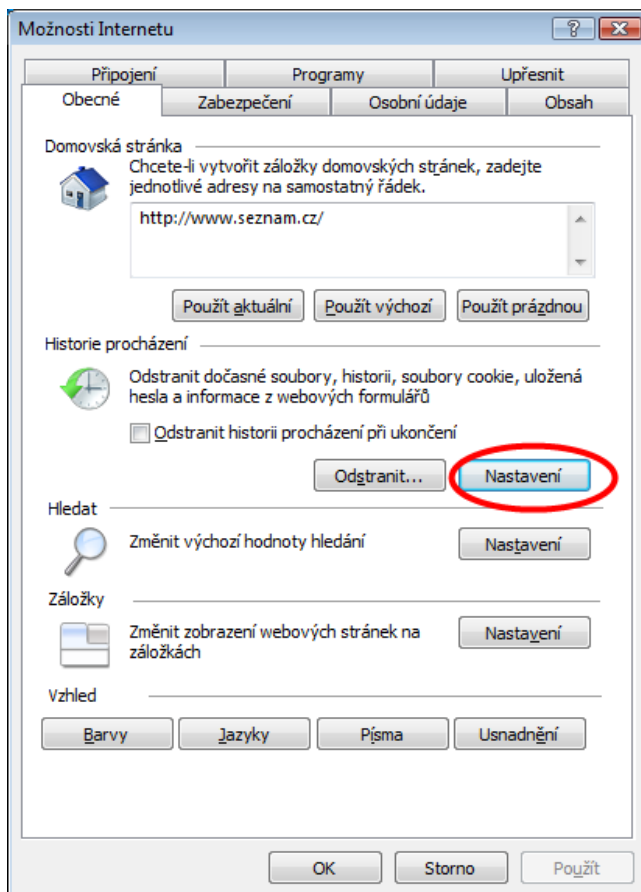 Možnosti Internetu
Připojení Programy Upřesnit
Obecné Zabezpečení Osobní údaje Obsah
Domovská stránka
Chcete-li vytvořit záložky domovských stránek, zadejte
jednotlivé adresy na samostatný řádek.
http://www.seznam.cz/
Použít aktuální Použít výchozí Použít prázdnou
Historie procházení
Odstranit dočasné soubory, historii, soubory cookie, uložená
hesla a informace z webových formulářů
Odstranit historii procházení při ukončení
Odstranit... Nastavení
Hledat
Změnit výchozí hodnoty hledání Nastavení
Záložky
Změnit zobrazení webových stránek na Nastavení
záložkách
Vzhled
Barvy Jazyky Písma Usnadnění
OK Storno Použít